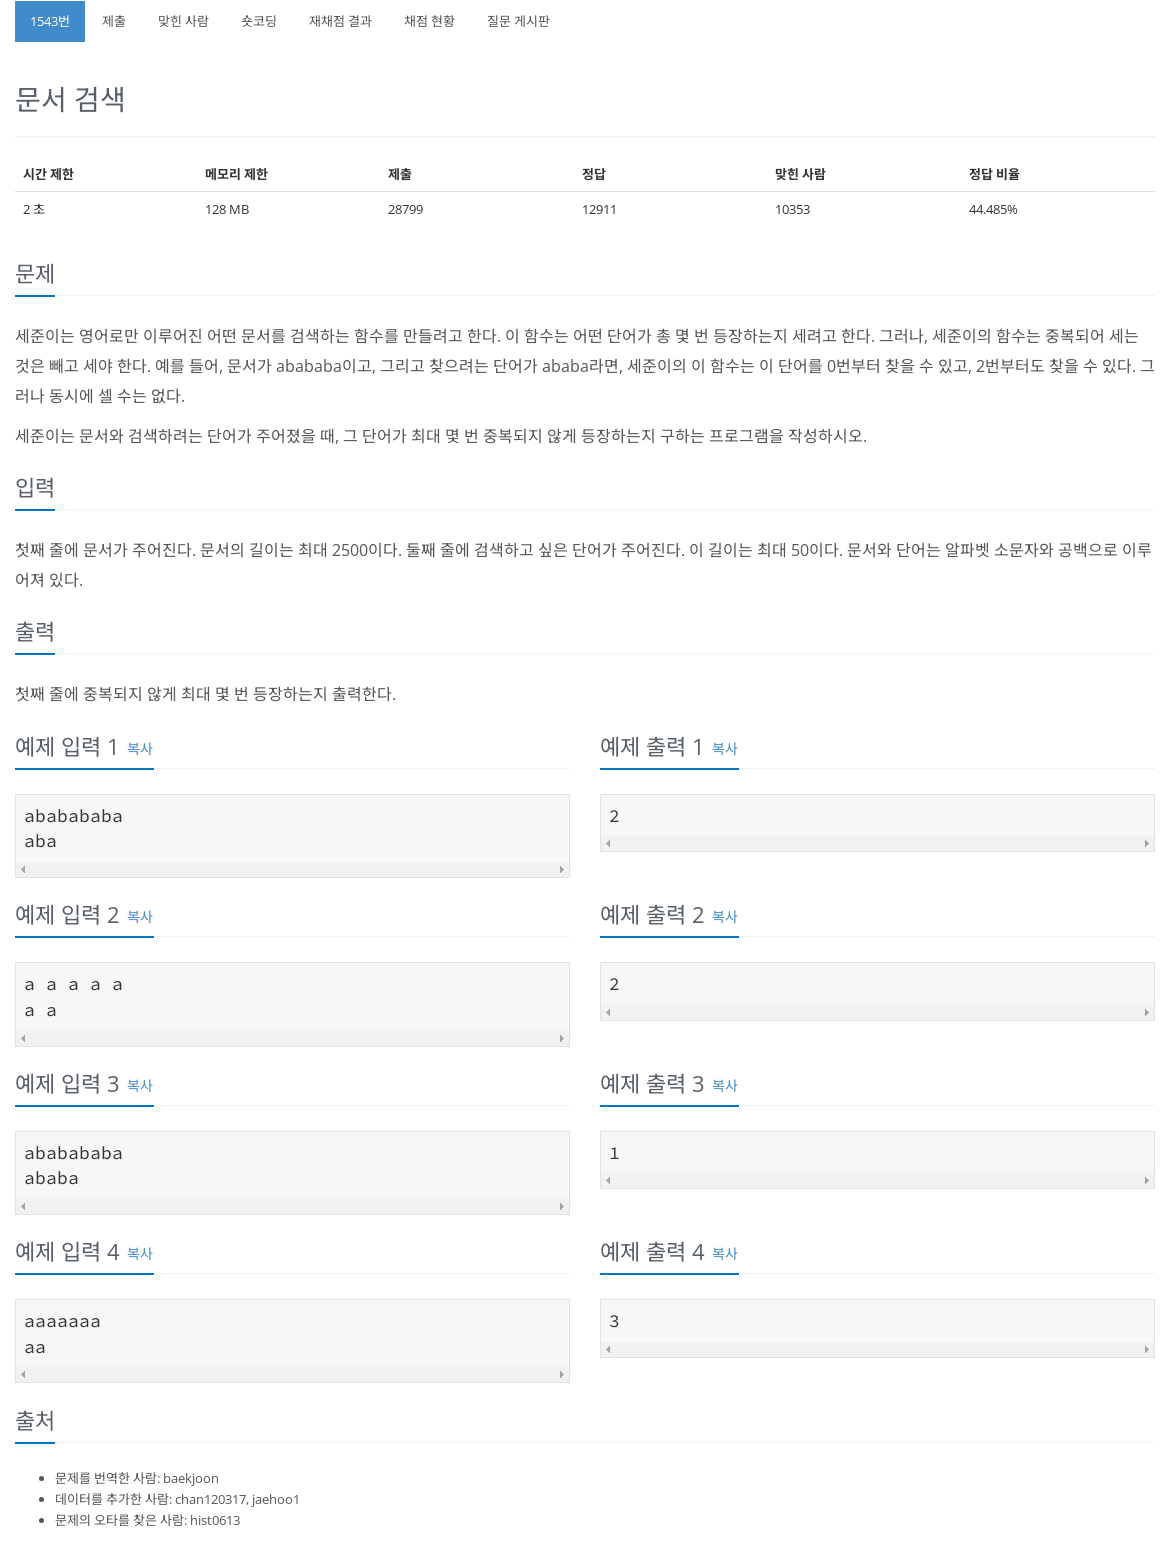 1543번 제출 맞힌 사람 숏코딩 재채점 결과 채점 현황 질문 게시판
문서 검색
시간 제한 메모리 제한 제출 정답 맞힌 사람 정답 비율
2 초 128 MB 28799 12911 10353 44.485%
문제
세준이는 영어로만 이루어진 어떤 문서를 검색하는 함수를 만들려고 한다. 이 함수는 어떤 단어가 총 몇 번 등장하는지 세려고 한다. 그러나, 세준이의 함수는 중복되어 세는
것은 빼고 세야 한다. 예를 들어, 문서가 abababa이고, 그리고 찾으려는 단어가 ababa라면, 세준이의 이 함수는 이 단어를 0번부터 찾을 수 있고, 2번부터도 찾을 수 있다. 그
러나 동시에 셀 수는 없다.
세준이는 문서와 검색하려는 단어가 주어졌을 때, 그 단어가 최대 몇 번 중복되지 않게 등장하는지 구하는 프로그램을 작성하시오.
입력
첫째 줄에 문서가 주어진다. 문서의 길이는 최대 2500이다. 둘째 줄에 검색하고 싶은 단어가 주어진다. 이 길이는 최대 50이다. 문서와 단어는 알파벳 소문자와 공백으로 이루
어져 있다.
출력
첫째 줄에 중복되지 않게 최대 몇 번 등장하는지 출력한다.
예제 입력 1 복사
ababababa
aba
예제 출력 1 복사
2
예제 입력 2 복사
a a a a a
a a
예제 출력 2 복사
2
예제 입력 3 복사
ababababa
ababa
예제 출력 3 복사
1
예제 입력 4 복사
aaaaaaa
aa
예제 출력 4 복사
3
출처
문제를 번역한 사람: baekjoon
데이터를 추가한 사람: chan120317, jaehoo1
문제의 오타를 찾은 사람: hist0613